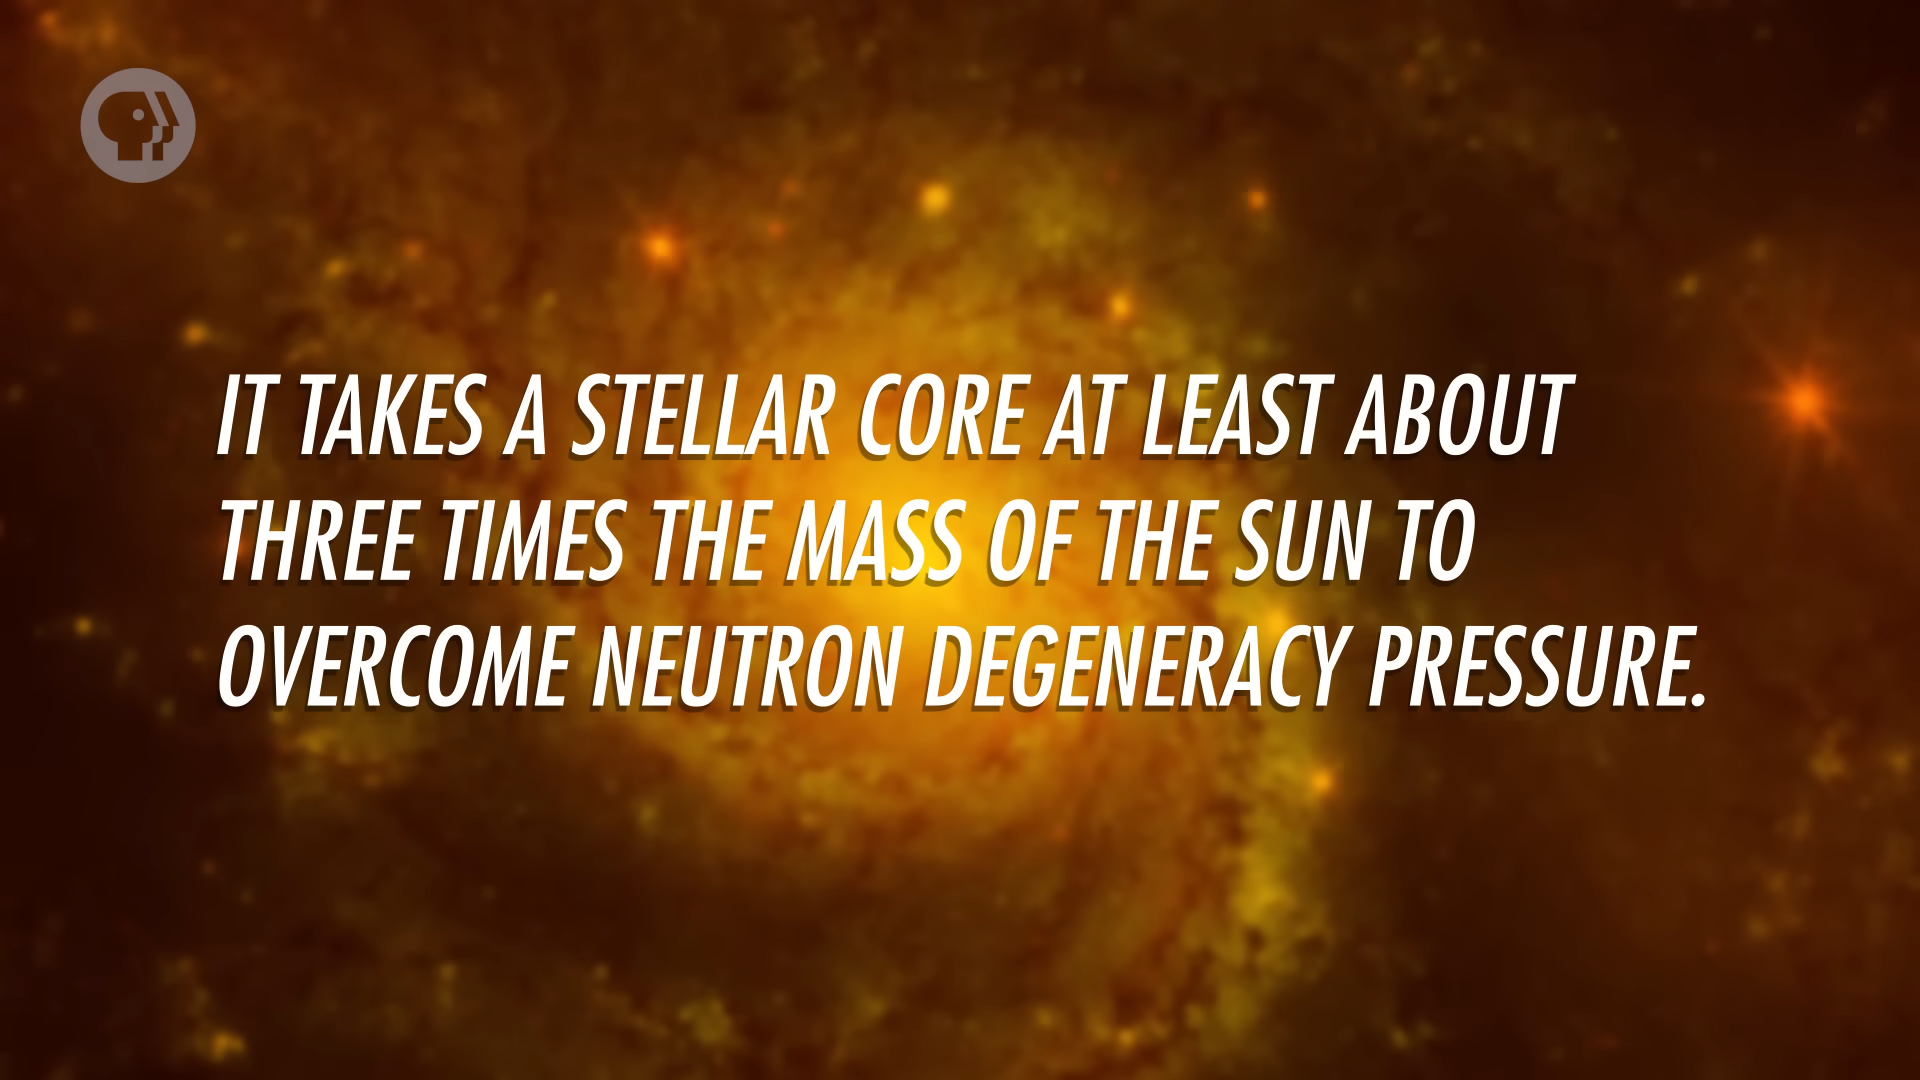 IT TAKES A STELLAR CORE AT LEAST ABOUT
THREE TIMES THE MASS OF THE SUN TO
OVERCOME NEUTRON DEGENERACY PRESSURE.